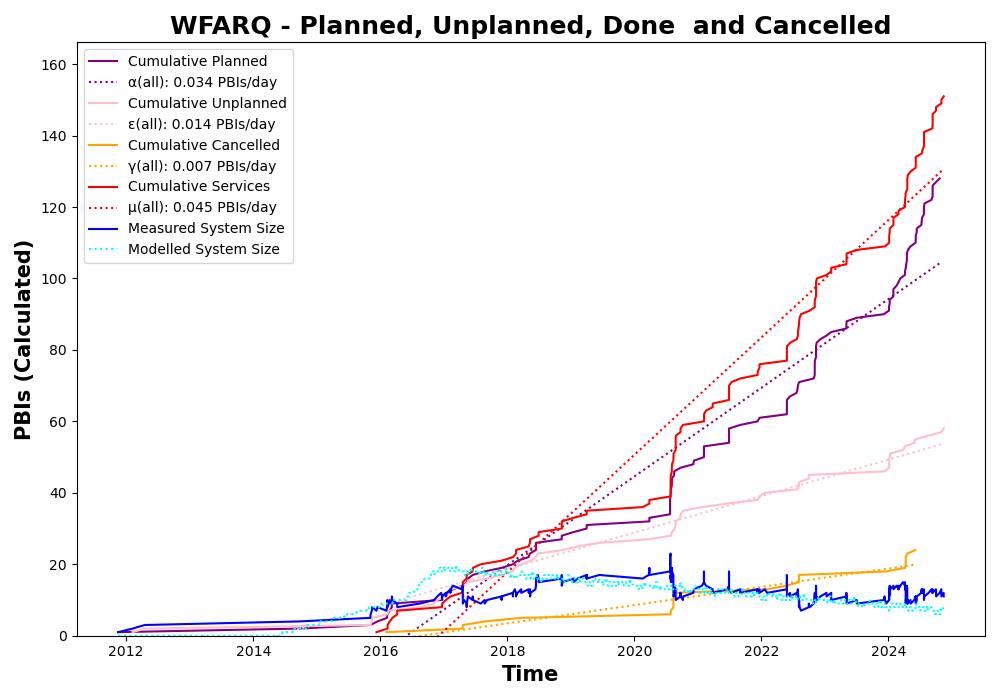 WFARQ - Planned, Unplanned, Done  and Cancelled
Cumulative Planned
α(all): 0.034 PBIs/day
Cumulative Unplanned
ε(all): 0.014 PBIs/day
Cumulative Cancelled
γ(all): 0.007 PBIs/day
Cumulative Services
μ(all): 0.045 PBIs/day
Measured System Size
Modelled System Size
PBIs (Calculated)
160
140
120
100
80
60
40
20
0
2012 2014 2016 2018 2020 2022 2024
Time